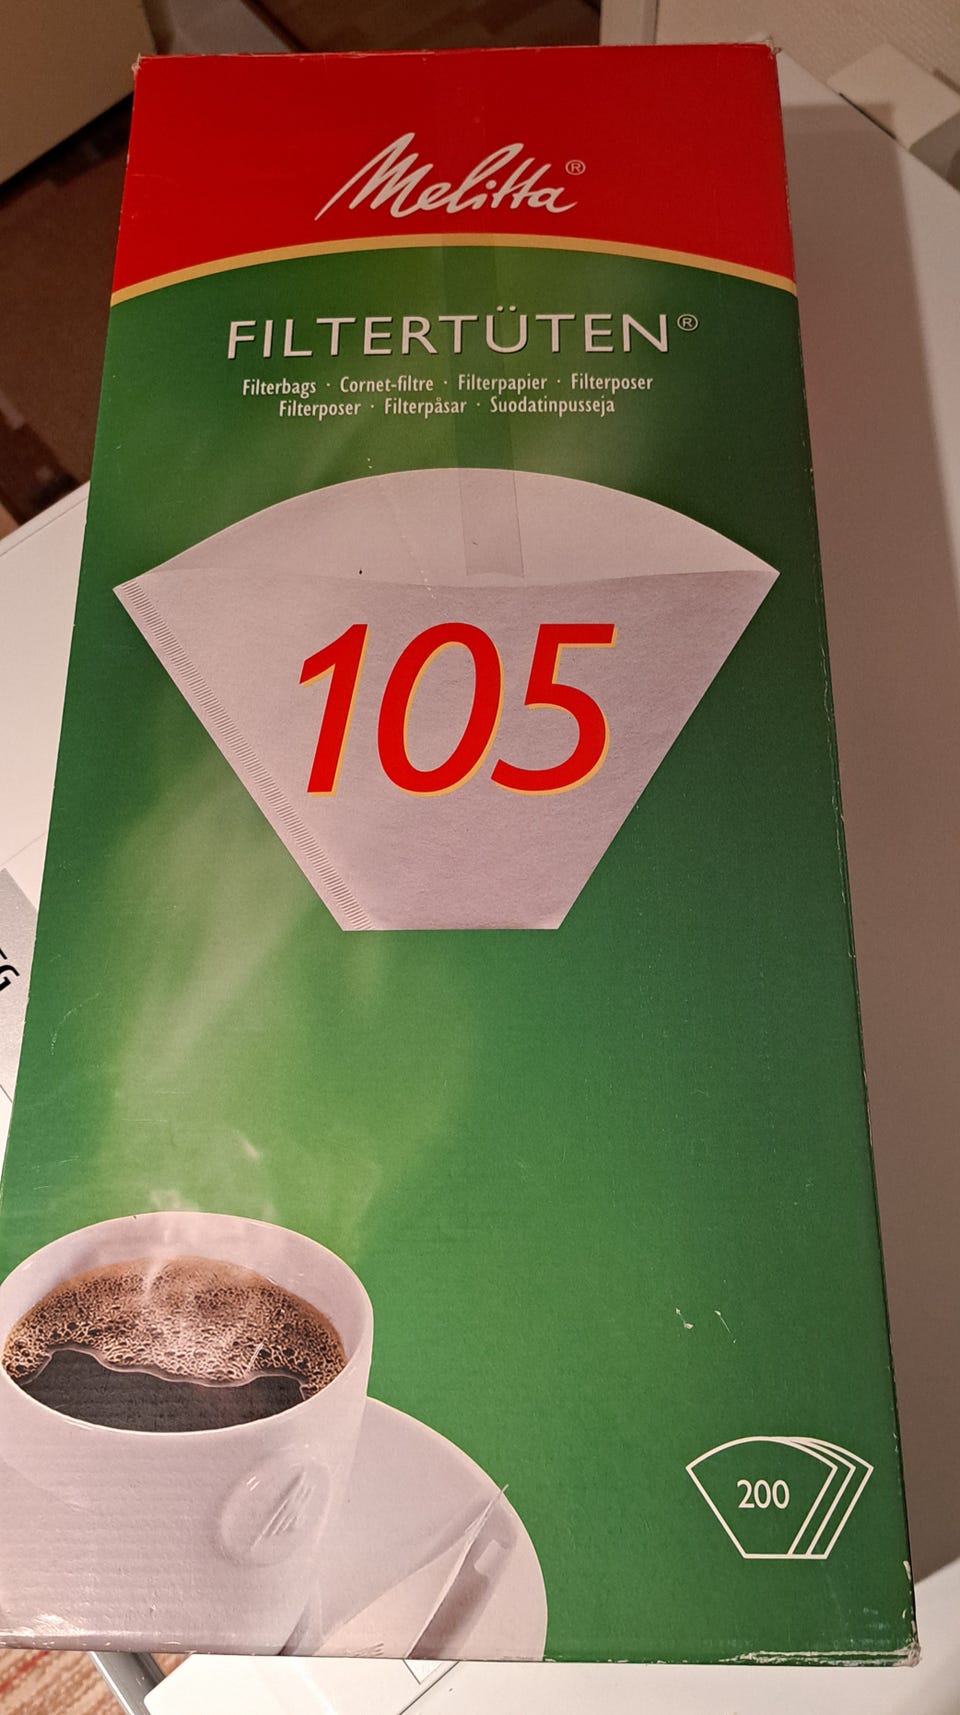 Melitta®
FILTERTÜTEN®
Filterbags · Cornet-filtre · Filterpapier · Filterposer
Filterposer · Filterpåsar · Suodatinpusseja
105
200